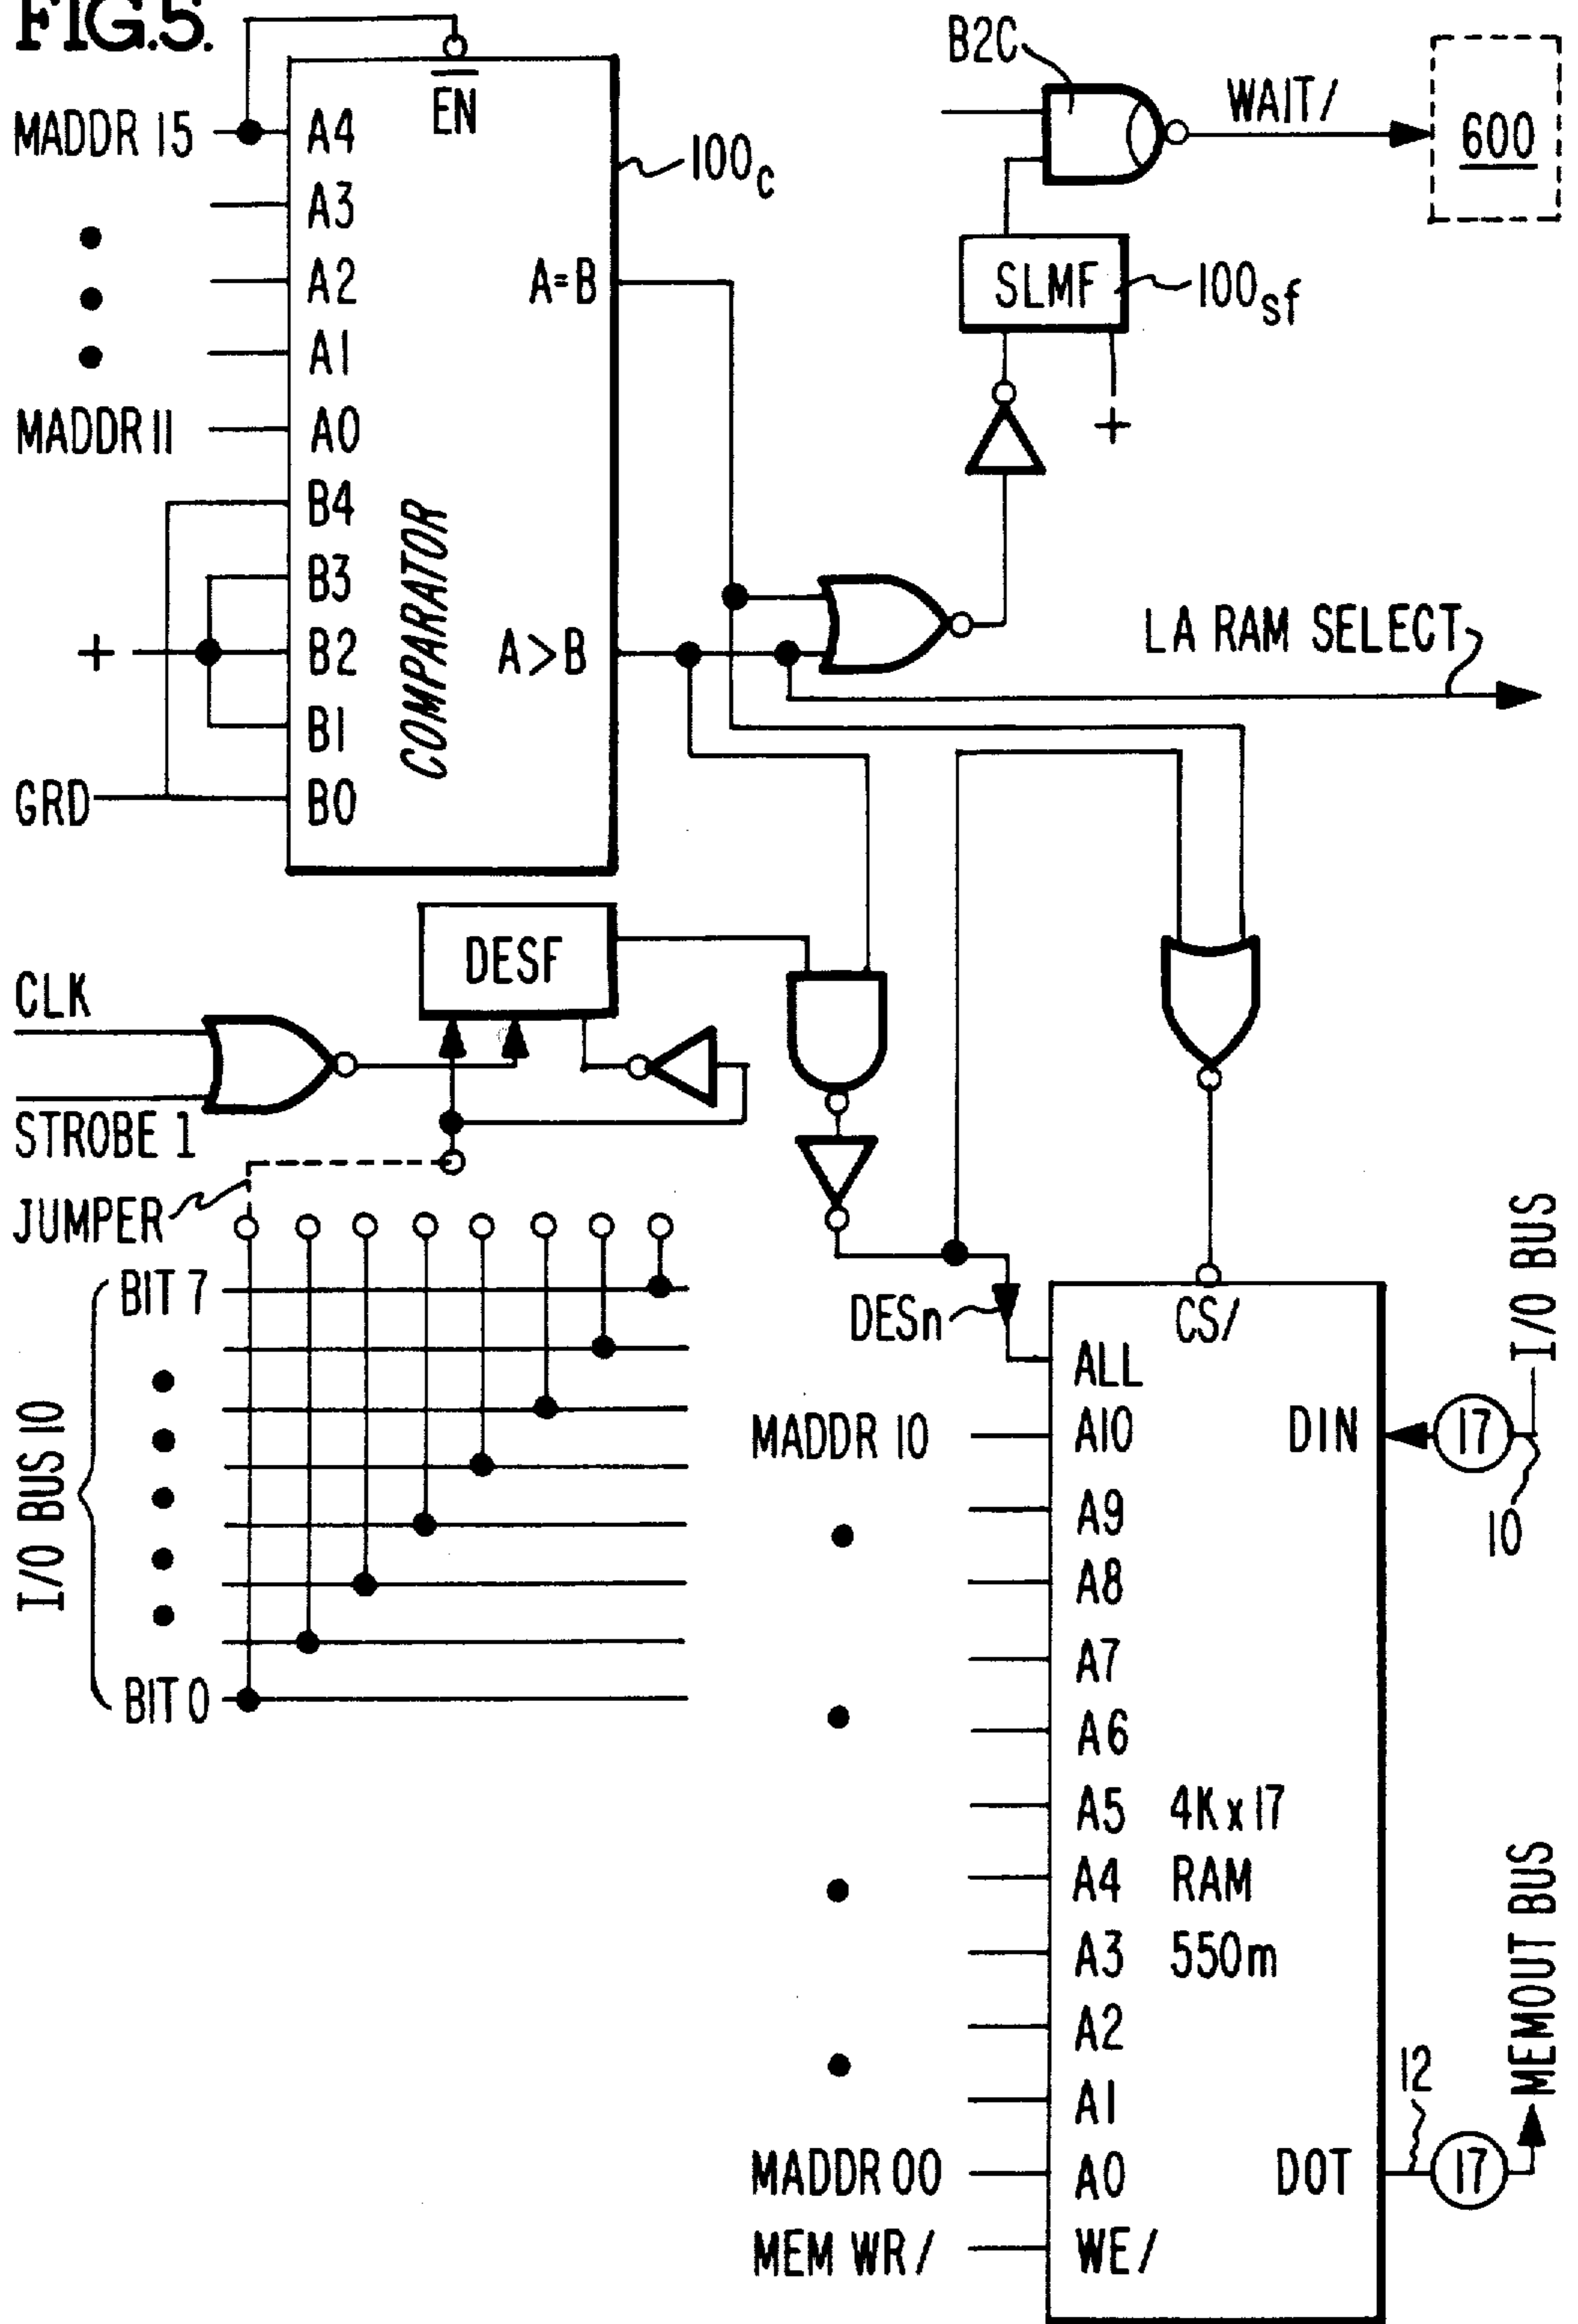 FIG.5.
MADDR 15
A4
EN
A3
A2
A1
MADDR 11
A0
B4
B3
+
B2
B1
GRD
B0
COMPARATOR
A=B
A>B
100c
B2C
WAIT/
600
SLMF
100sf
+
LA RAM SELECT
CLK
STROBE 1
DESF
JUMPER
I/O BUS 10
BIT 7
BIT 0
DESn
CS/
ALL
MADDR 10
A10
A9
A8
A7
A6
A5
A4
A3
A2
A1
MADDR 00
A0
MEM WR/
WE/
4K x 17
RAM
550m
DIN
17
I/O BUS
10
DOT
12
17
MEMOUT BUS